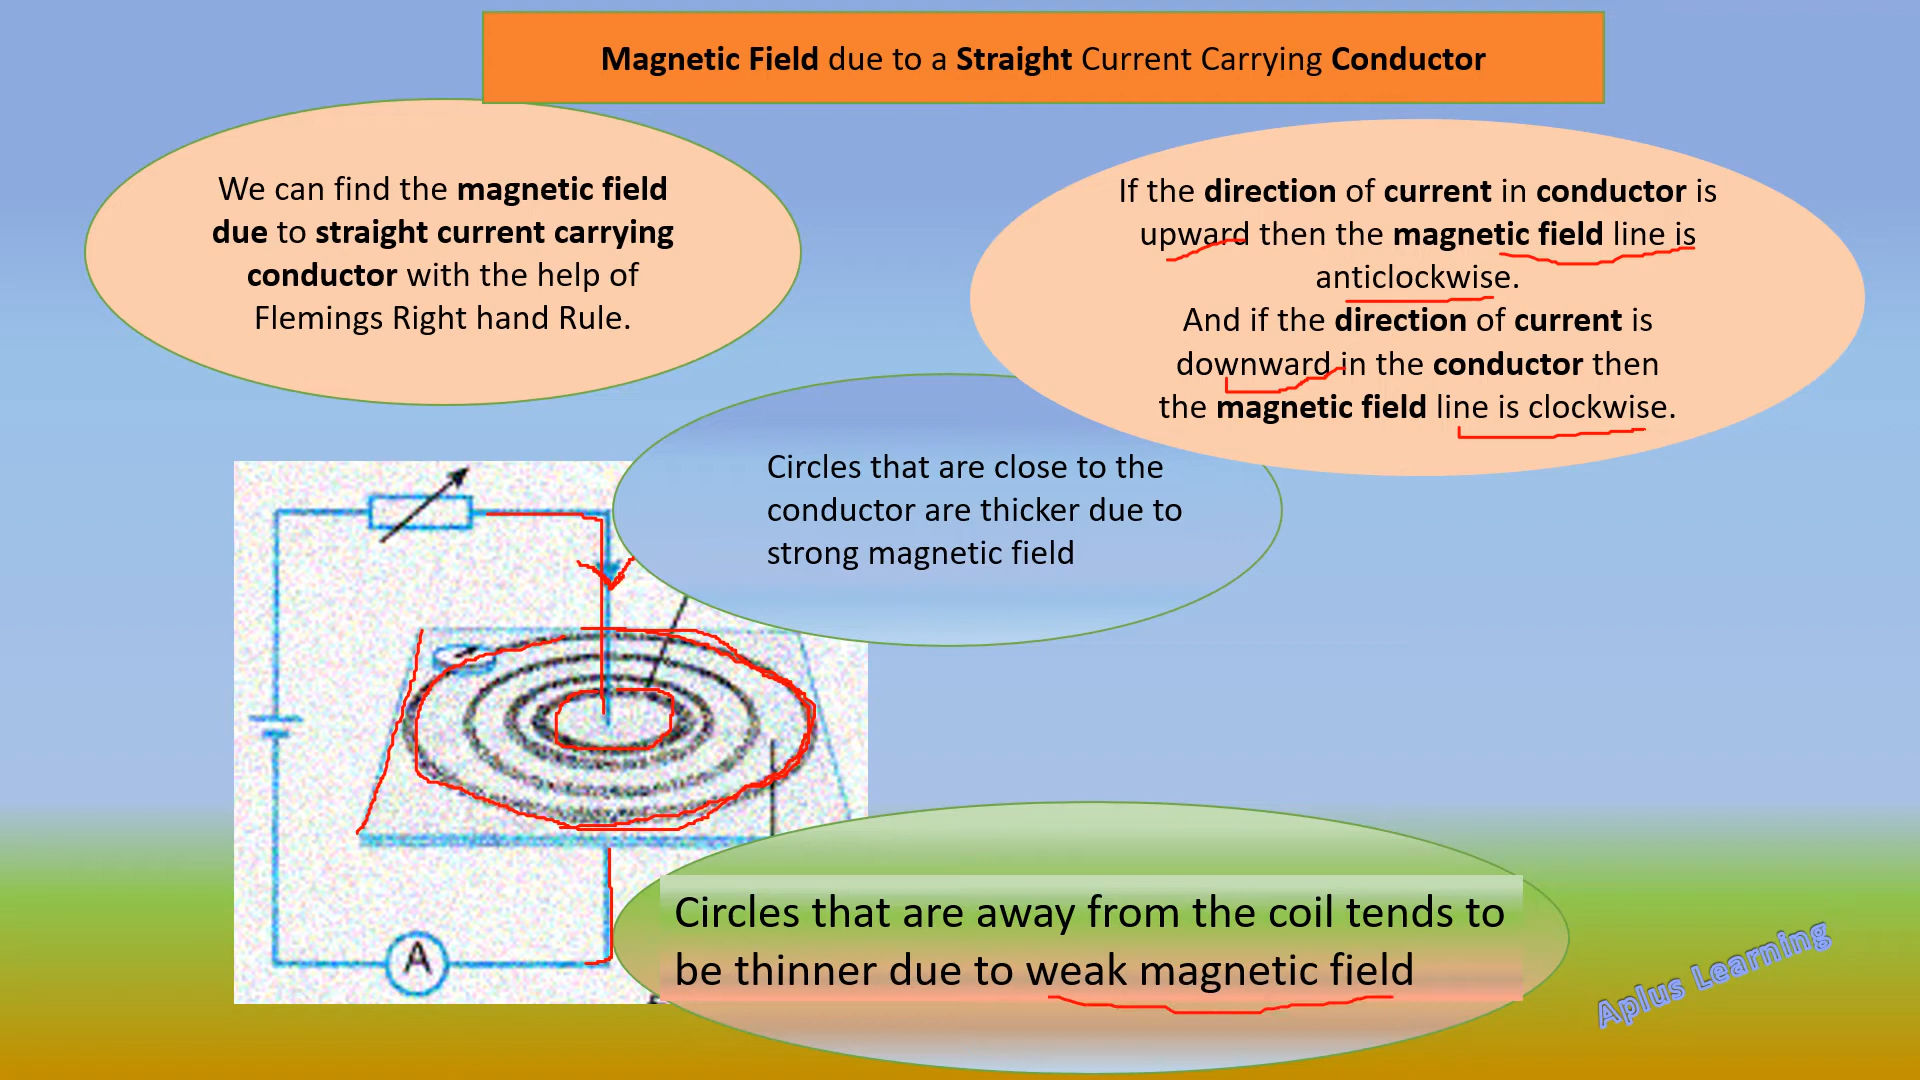 Magnetic Field due to a Straight Current Carrying Conductor
We can find the magnetic field
due to straight current carrying
conductor with the help of
Flemings Right hand Rule.
If the direction of current in conductor is
upward then the magnetic field line is
anticlockwise.
And if the direction of current is
downward in the conductor then
the magnetic field line is clockwise.
Circles that are close to the
conductor are thicker due to
strong magnetic field
A
Circles that are away from the coil tends to
be thinner due to weak magnetic field
Aplus Learning